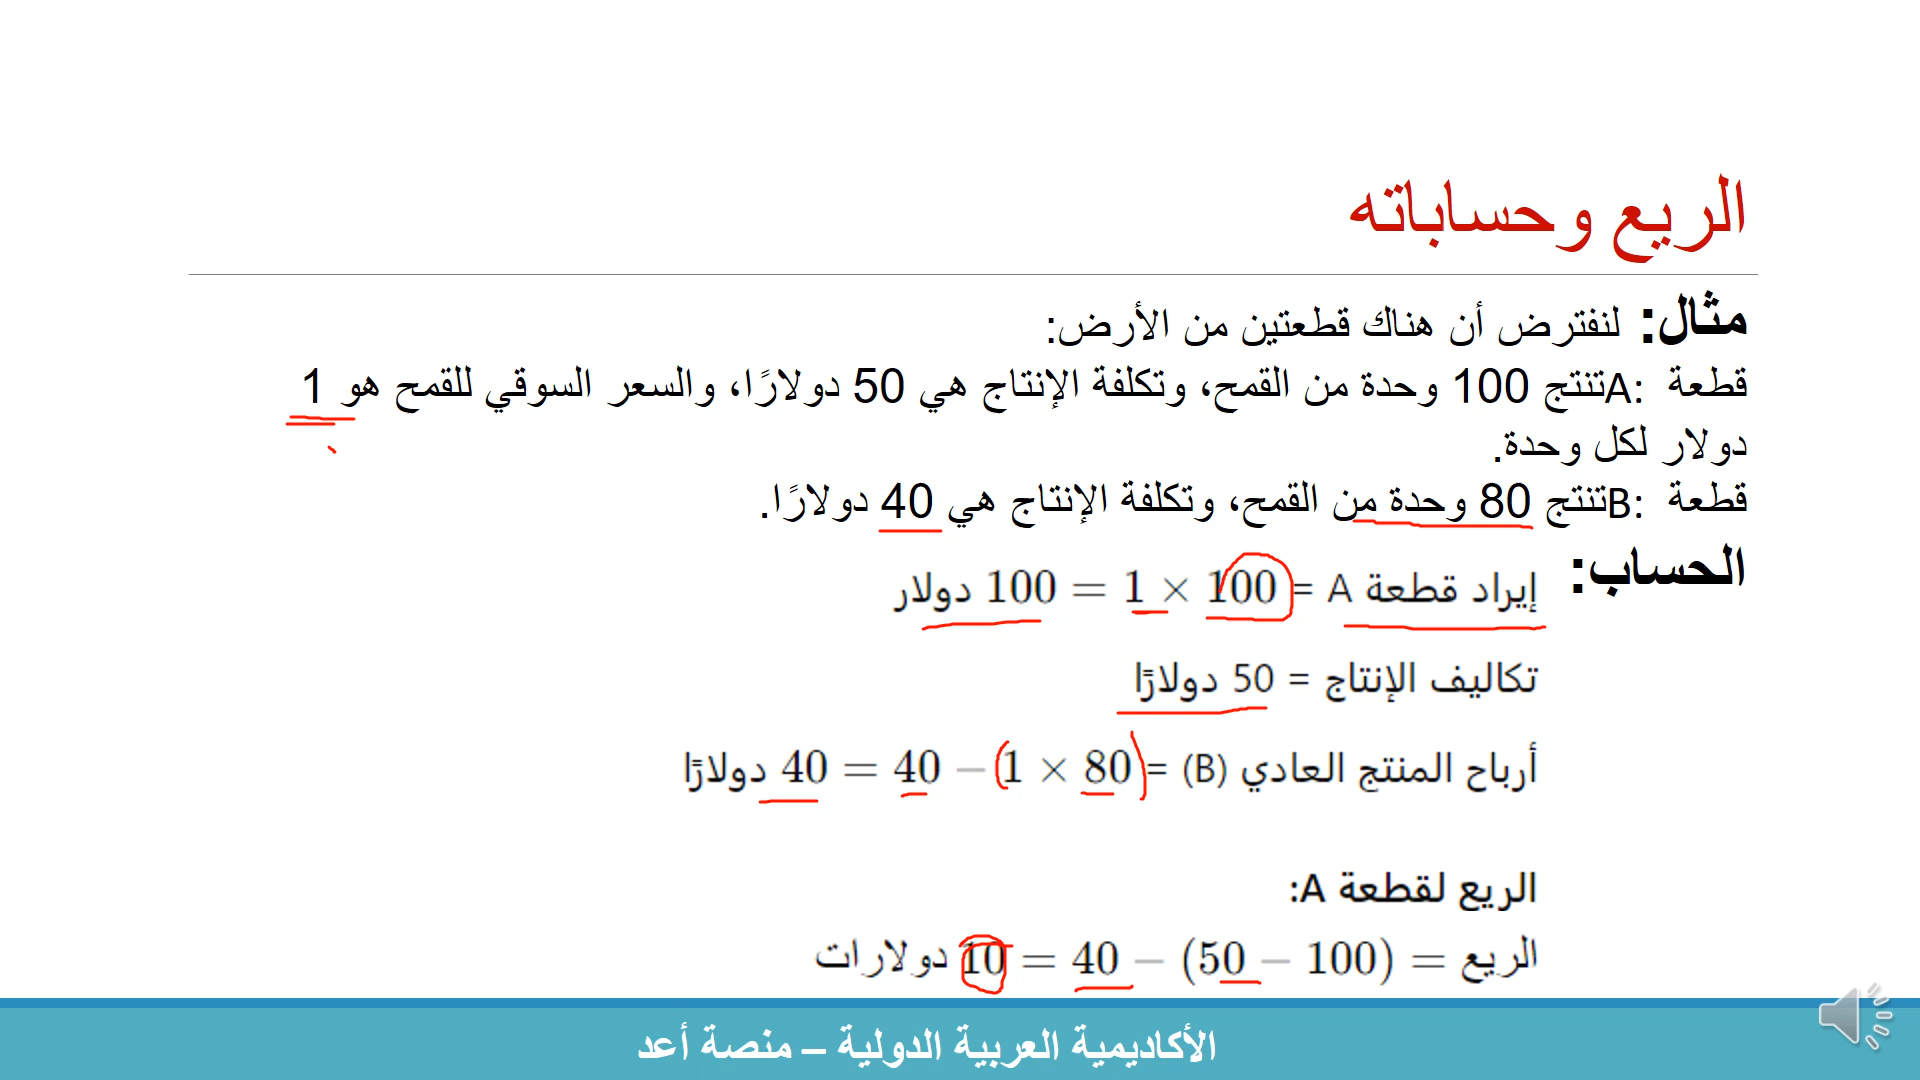 الريع وحساباته
مثال: لنفترض أن هناك قطعتين من الأرض:
قطعة A: تنتج 100 وحدة من القمح، وتكلفة الإنتاج هي 50 دولارًا، والسعر السوقي للقمح هو 1
دولار لكل وحدة.
قطعة B: تنتج 80 وحدة من القمح، وتكلفة الإنتاج هي 40 دولارًا.
الحساب:
إيراد قطعة A = 100 × 1 = 100 دولار
تكاليف الإنتاج = 50 دولارًا
أرباح المنتج العادي (B) = 80 × 1 − 40 = 40 دولارًا
الريع لقطعة A:
الريع = (100 − 50) − 40 = 10 دولارات
الأكاديمية العربية الدولية – منصة أعد